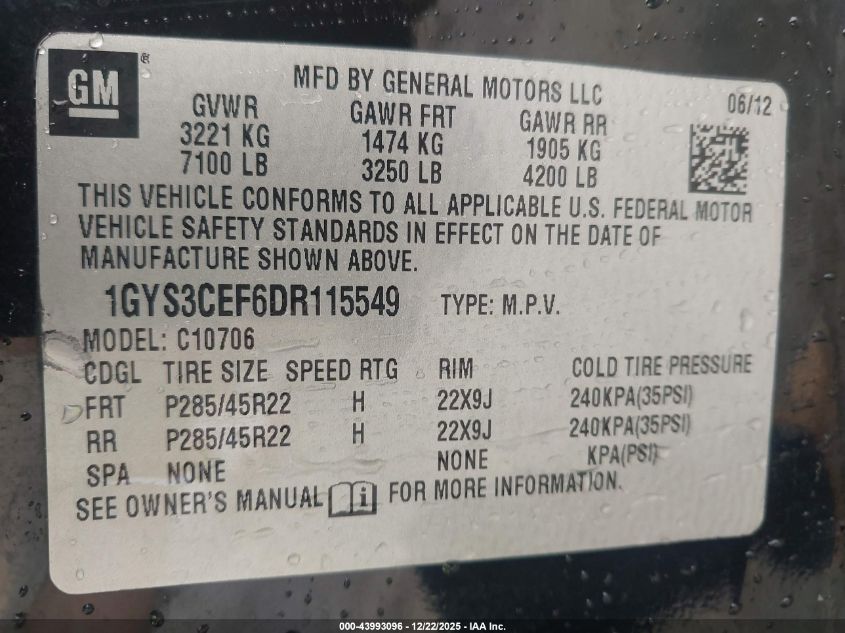 GM ®
MFD BY GENERAL MOTORS LLC
06/12
GVWR GAWR FRT GAWR RR
3221 KG 1474 KG 1905 KG
7100 LB 3250 LB 4200 LB
THIS VEHICLE CONFORMS TO ALL APPLICABLE U.S. FEDERAL MOTOR
VEHICLE SAFETY STANDARDS IN EFFECT ON THE DATE OF
MANUFACTURE SHOWN ABOVE.
1GYS3CEF6DR115549 TYPE: M.P.V.
MODEL: C10706
CDGL TIRE SIZE SPEED RTG RIM COLD TIRE PRESSURE
FRT P285/45R22 H 22X9J 240KPA(35PSI)
RR P285/45R22 H 22X9J 240KPA(35PSI)
SPA NONE NONE KPA(PSI)
SEE OWNER'S MANUAL i FOR MORE INFORMATION.
000-43993096 - 12/22/2025 - IAA Inc.